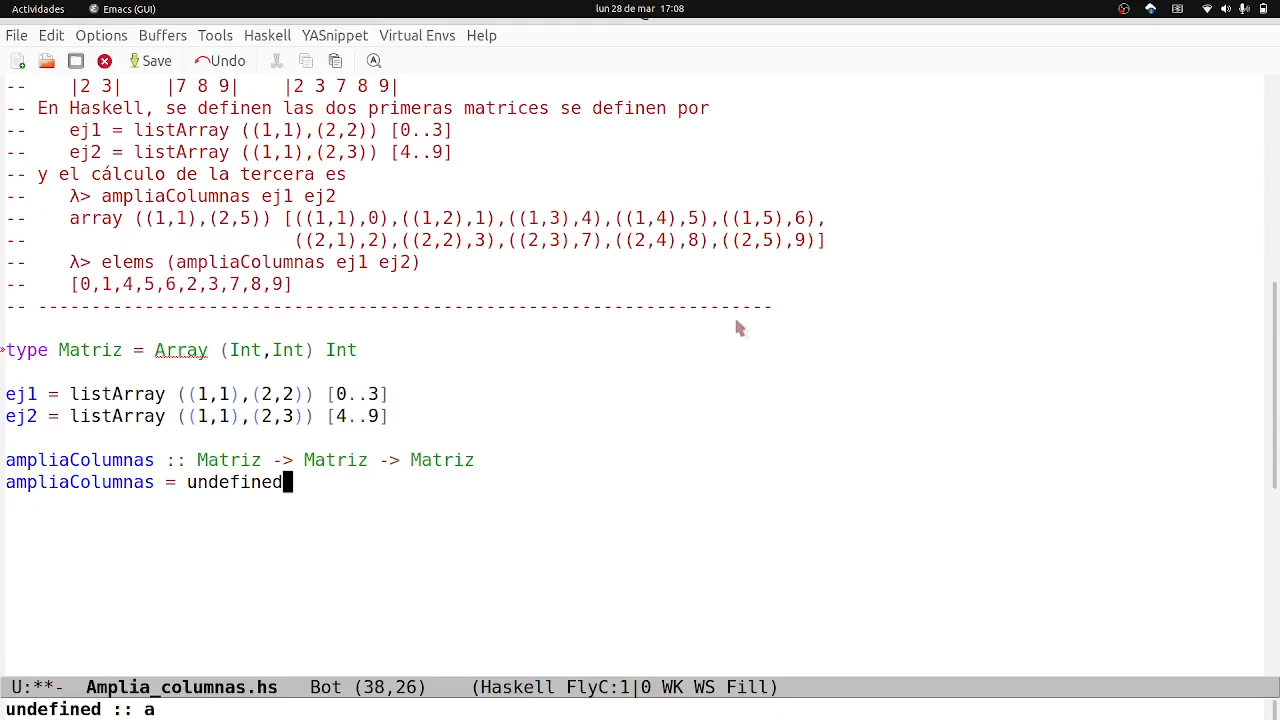 Actividades Emacs (GUI) lun 28 de mar 17:08
File Edit Options Buffers Tools Haskell YASnippet Virtual Envs Help
Save Undo
--    |2 3|    |7 8 9|    |2 3 7 8 9|
-- En Haskell, se definen las dos primeras matrices se definen por
--    ej1 = listArray ((1,1),(2,2)) [0..3]
--    ej2 = listArray ((1,1),(2,3)) [4..9]
-- y el cálculo de la tercera es
--    λ> ampliaColumnas ej1 ej2
--    array ((1,1),(2,5)) [((1,1),0),((1,2),1),((1,3),4),((1,4),5),((1,5),6),
--                         ((2,1),2),((2,2),3),((2,3),7),((2,4),8),((2,5),9)]
--    λ> elems (ampliaColumnas ej1 ej2)
--    [0,1,4,5,6,2,3,7,8,9]
-- ---------------------------------------------------------------------
type Matriz = Array (Int,Int) Int
ej1 = listArray ((1,1),(2,2)) [0..3]
ej2 = listArray ((1,1),(2,3)) [4..9]
ampliaColumnas :: Matriz -> Matriz -> Matriz
ampliaColumnas = undefined
U:**-  Amplia_columnas.hs   Bot (38,26)    (Haskell FlyC:1|0 WK WS Fill)
undefined :: a